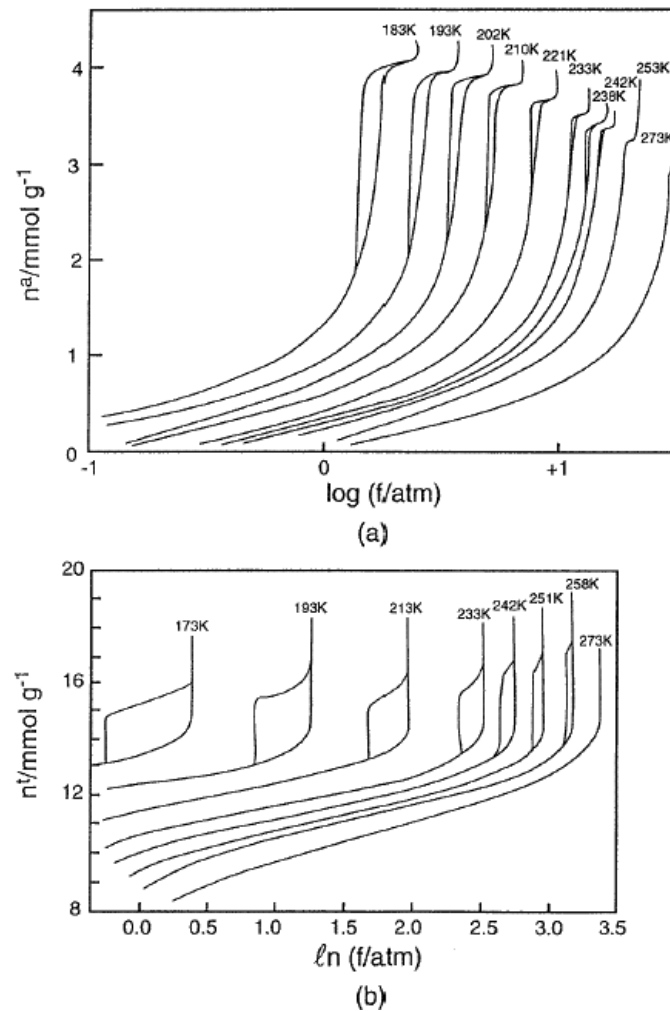 183K 193K 202K 210K 221K 233K 242K 253K
238K
273K
4
3
2
1
0
nᵃ/mmol g⁻¹
-1 0 +1
log (f/atm)
(a)
20
16
12
8
nᵗ/mmol g⁻¹
173K 193K 213K 233K 242K 251K 258K
273K
0.0 0.5 1.0 1.5 2.0 2.5 3.0 3.5
ℓn (f/atm)
(b)